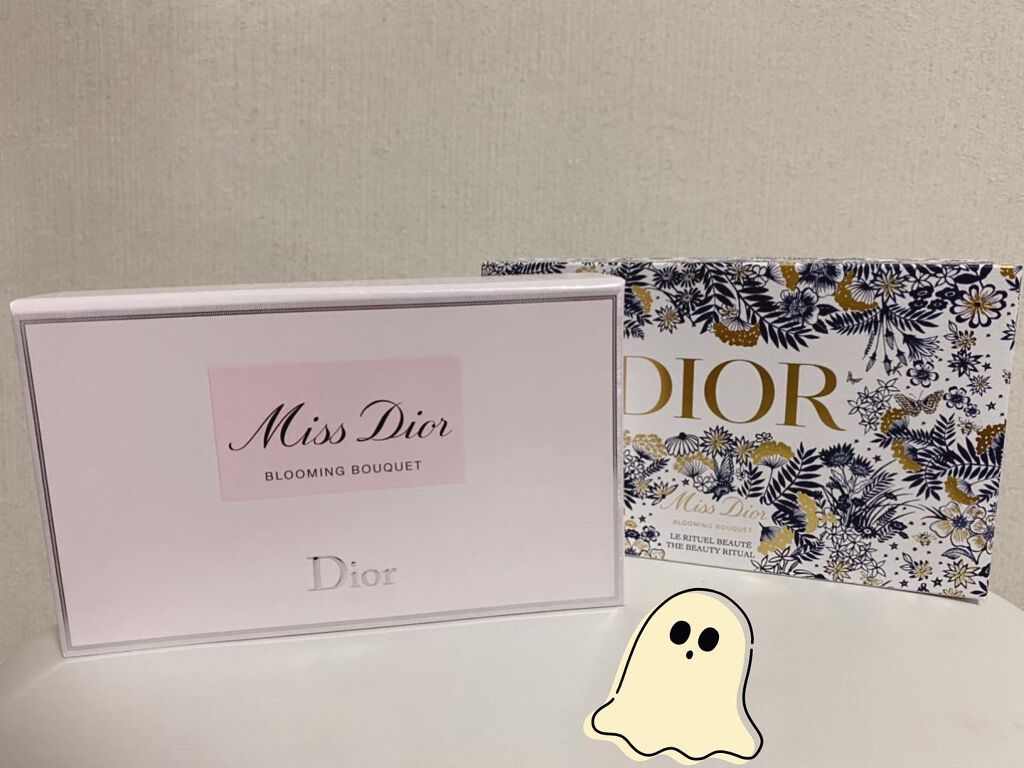 Miss Dior
BLOOMING BOUQUET
Dior
DIOR
Miss Dior
BLOOMING BOUQUET
LE RITUEL BEAUTÉ
THE BEAUTY RITUAL